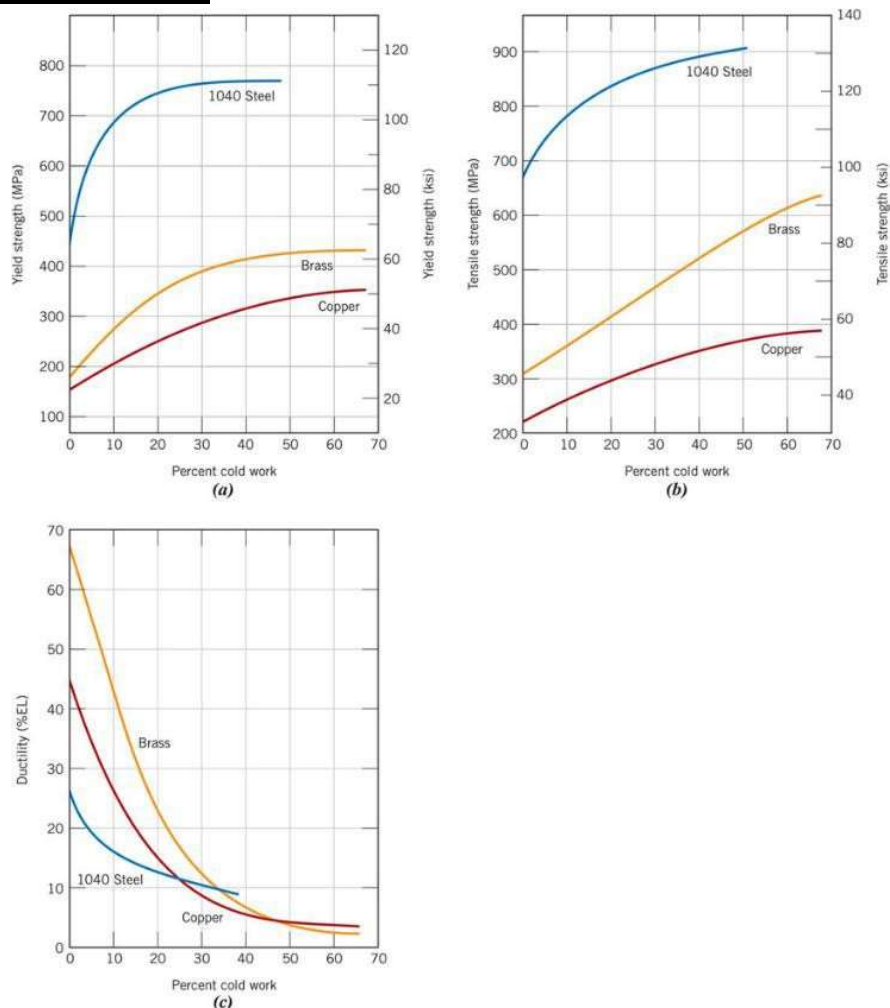 800
700
600
500
400
300
200
100
Yield strength (MPa)
1040 Steel
Brass
Copper
120
100
80
60
40
20
Yield strength (ksi)
0 10 20 30 40 50 60 70
Percent cold work
(a)
900
800
700
600
500
400
300
200
Tensile strength (MPa)
1040 Steel
Brass
Copper
140
120
100
80
60
40
Tensile strength (ksi)
0 10 20 30 40 50 60 70
Percent cold work
(b)
70
60
50
40
30
20
10
0
Ductility (%EL)
Brass
1040 Steel
Copper
0 10 20 30 40 50 60 70
Percent cold work
(c)